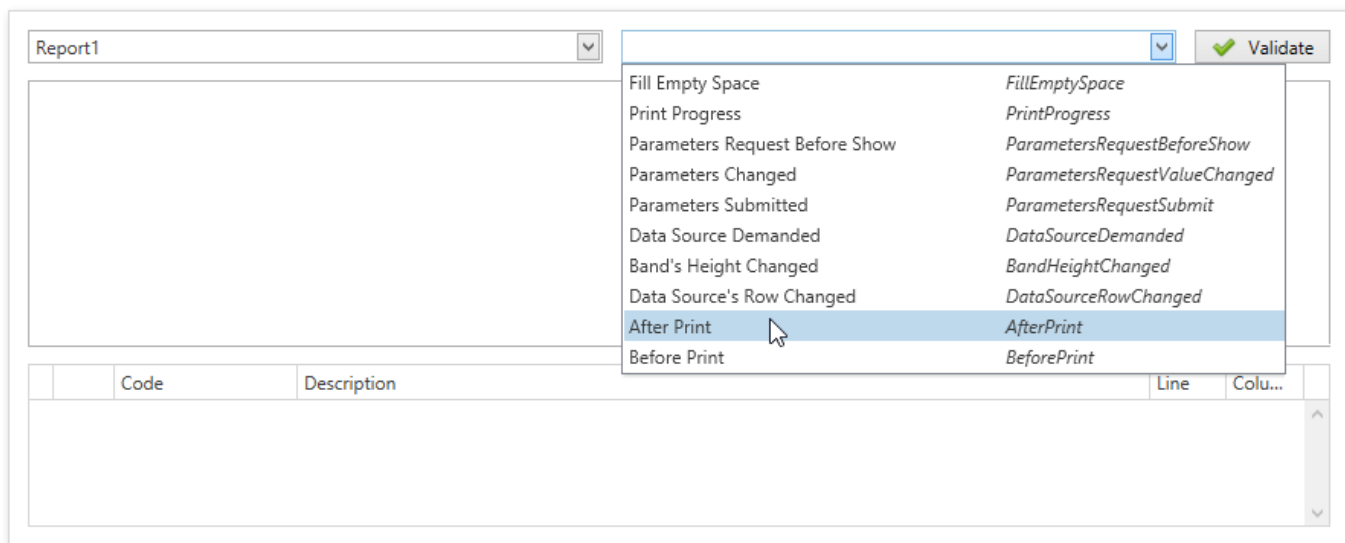 Report1
Validate
Fill Empty Space FillEmptySpace
Print Progress PrintProgress
Parameters Request Before Show ParametersRequestBeforeShow
Parameters Changed ParametersRequestValueChanged
Parameters Submitted ParametersRequestSubmit
Data Source Demanded DataSourceDemanded
Band's Height Changed BandHeightChanged
Data Source's Row Changed DataSourceRowChanged
After Print AfterPrint
Before Print BeforePrint
Code Description Line Colu...